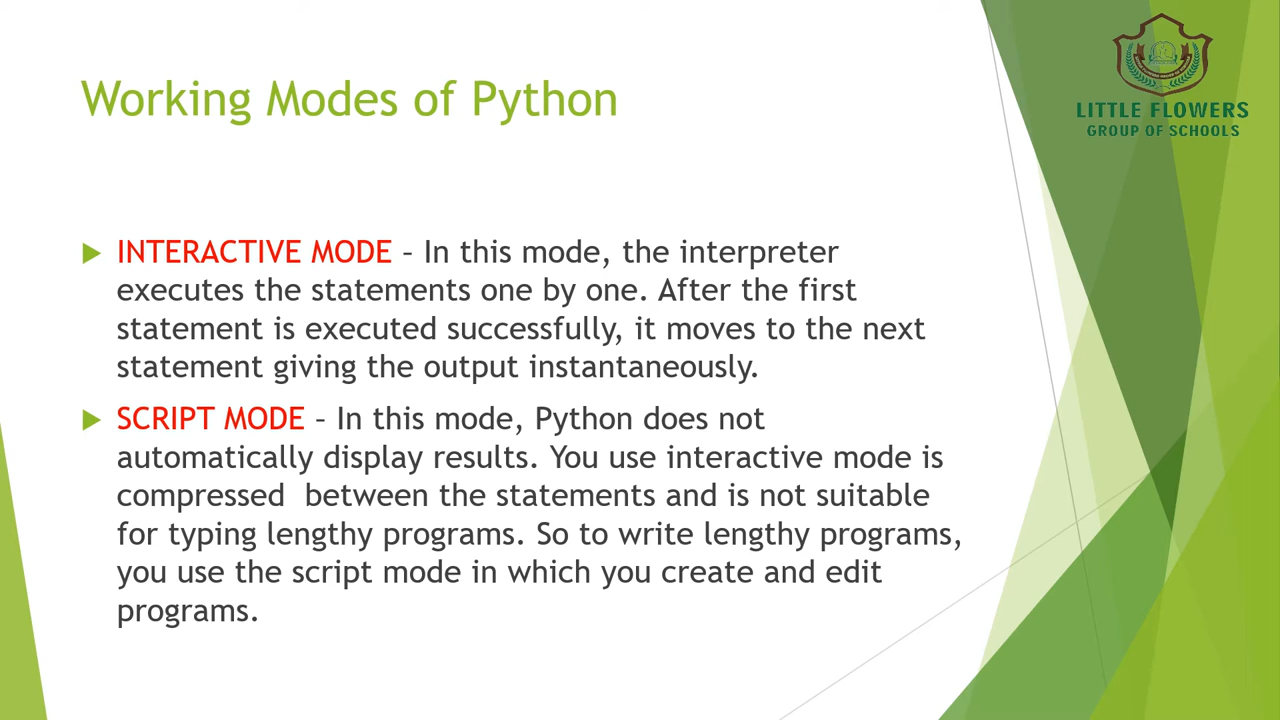 LITTLE FLOWERS
GROUP OF SCHOOLS
Working Modes of Python
INTERACTIVE MODE – In this mode, the interpreter
executes the statements one by one. After the first
statement is executed successfully, it moves to the next
statement giving the output instantaneously.
SCRIPT MODE – In this mode, Python does not
automatically display results. You use interactive mode is
compressed  between the statements and is not suitable
for typing lengthy programs. So to write lengthy programs,
you use the script mode in which you create and edit
programs.